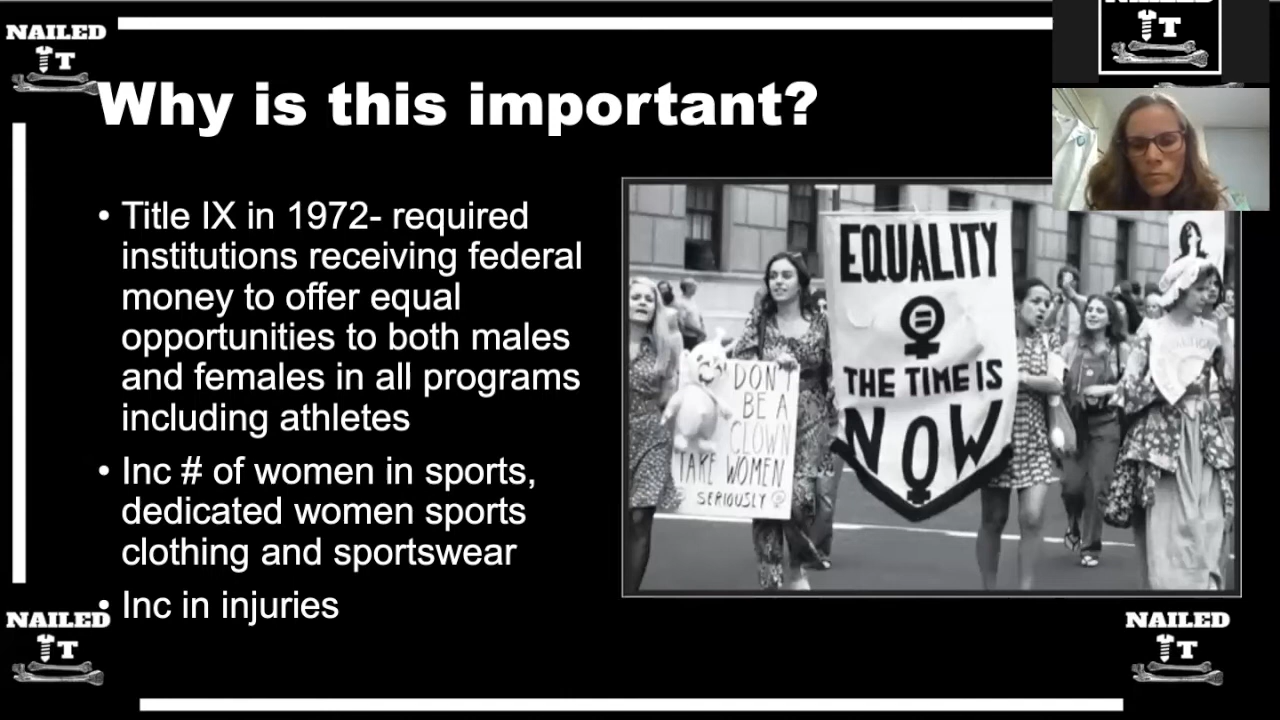 NAILED
IT
NAILED
IT
Why is this important?
• Title IX in 1972- required
institutions receiving federal
money to offer equal
opportunities to both males
and females in all programs
including athletes
• Inc # of women in sports,
dedicated women sports
clothing and sportswear
• Inc in injuries
EQUALITY
THE TIME IS
NOW
DON'T
BE A
CLOWN
TAKE WOMEN
SERIOUSLY
NAILED
IT
NAILED
IT